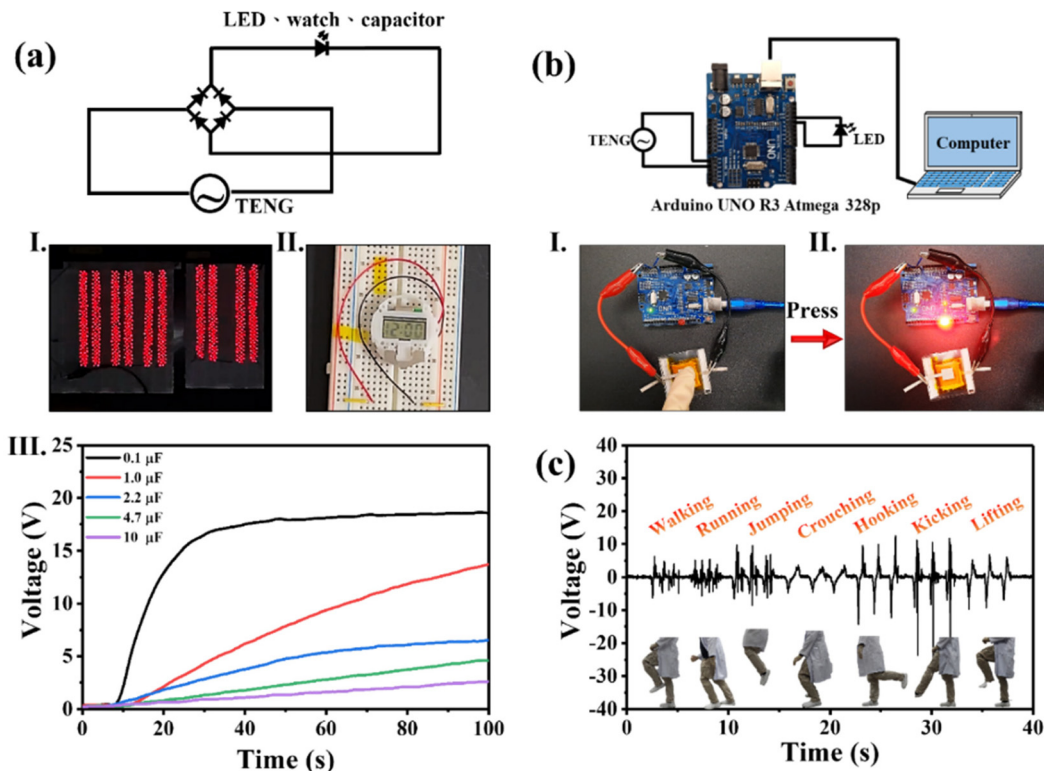 (a)
LED、watch、capacitor
TENG
(b)
TENG
UNO
LED
Computer
Arduino UNO R3 Atmega 328p
I.
II.
12:00
I.
Press
II.
III.
Voltage (V)
25
20
15
10
5
0
0.1 μF
1.0 μF
2.2 μF
4.7 μF
10 μF
0 20 40 60 80 100
Time (s)
(c)
Voltage (V)
40
30
20
10
0
-10
-20
-30
-40
Walking
Running
Jumping
Crouching
Hooking
Kicking
Lifting
0 10 20 30 40
Time (s)